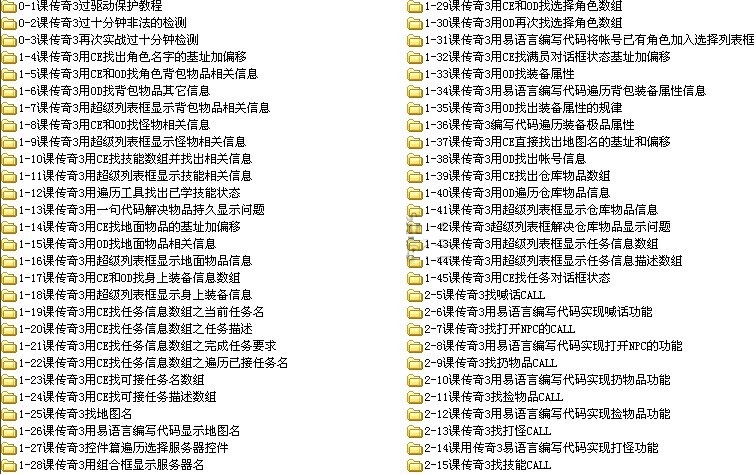 0-1课传奇3过驱动保护教程
0-2课传奇3过十分钟非法的检测
0-3课传奇3再次实战过十分钟检测
1-4课传奇3用CE找出角色名字的基址加偏移
1-5课传奇3用CE和OD找角色背包物品相关信息
1-6课传奇3用OD找背包物品其它信息
1-7课传奇3用超级列表框显示背包物品相关信息
1-8课传奇3用CE和OD找怪物相关信息
1-9课传奇3用超级列表框显示怪物相关信息
1-10课传奇3用CE找技能数组并找出相关信息
1-11课传奇3用超级列表框显示技能相关信息
1-12课传奇3用遍历工具找出已学技能状态
1-13课传奇3用一句代码解决物品持久显示问题
1-14课传奇3用CE找地面物品的基址加偏移
1-15课传奇3用OD找地面物品相关信息
1-16课传奇3用超级列表框显示地面物品信息
1-17课传奇3CE和OD找身上装备信息数组
1-18课传奇3用超级列表框显示身上装备信息
1-19课传奇3用CE找任务信息数组之当前任务名
1-20课传奇3用CE找任务信息数组之任务描述
1-21课传奇3用CE找任务信息数组之完成任务要求
1-22课传奇3用CE找任务信息数组之遍历已接任务名
1-23课传奇3用CE找可接任务名数组
1-24课传奇3用CE找可接任务描述数组
1-25课传奇3找地图名
1-26课传奇3用易语言编写代码显示地图名
1-27课传奇3控件篇遍历选择服务器控件
1-28课传奇3用组合框显示服务器名
1-29课传奇3用CE和OD找选择角色数组
1-30课传奇3用OD再次找选择角色数组
1-31课传奇3用易语言编写代码将帐号已有角色加入选择列表框
1-32课传奇3用CE找满员对话框状态基址加偏移
1-33课传奇3用OD找装备属性
1-34课传奇3用易语言编写代码遍历背包装备属性信息
1-35课传奇3用OD找出装备属性的规律
1-36课传奇3编写代码遍历装备极品属性
1-37课传奇3用CE直接找出地图名的基址和偏移
1-38课传奇3用OD找出帐号信息
1-39课传奇3用CE找出仓库物品数组
1-40课传奇3用OD遍历仓库物品信息
1-41课传奇3用超级列表框显示仓库物品信息
1-42课传奇3超级列表框解决仓库物品显示问题
1-43课传奇3用超级列表框显示任务信息数组
1-44课传奇3用超级列表框显示任务信息描述数组
1-45课传奇3用CE找任务对话框状态
2-5课传奇3找喊话CALL
2-6课传奇3用易语言编写代码实现喊话功能
2-7课传奇3找打开NPC的CALL
2-8课传奇3用易语言编写代码实现打开NPC的功能
2-9课传奇3找扔物品CALL
2-10课传奇3用易语言编写代码实现扔物品功能
2-11课传奇3找捡物品CALL
2-12课传奇3用易语言编写代码实现捡物品功能
2-13课传奇3找打怪CALL
2-14课用传奇3易语言编写代码实现打怪功能
2-15课传奇3找技能CALL